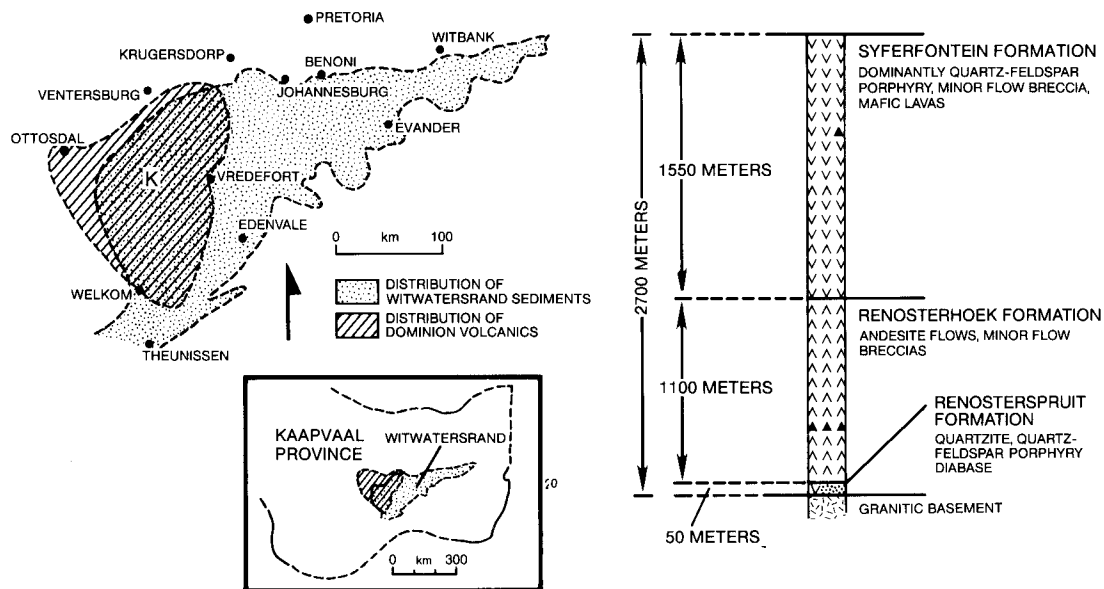 PRETORIA
WITBANK
KRUGERSDORP
BENONI
JOHANNESBURG
VENTERSBURG
EVANDER
OTTOSDAL
K
VREDEFORT
EDENVALE
0 km 100
WELKOM
DISTRIBUTION OF
WITWATERSRAND SEDIMENTS
DISTRIBUTION OF
DOMINION VOLCANICS
THEUNISSEN
KAAPVAAL
PROVINCE
WITWATERSRAND
20
0 km 300
SYFERFONTEIN FORMATION
DOMINANTLY QUARTZ-FELDSPAR
PORPHYRY, MINOR FLOW BRECCIA,
MAFIC LAVAS
1550 METERS
2700 METERS
RENOSTERHOEK FORMATION
ANDESITE FLOWS, MINOR FLOW
BRECCIAS
1100 METERS
RENOSTERSPRUIT
FORMATION
QUARTZITE, QUARTZ-
FELDSPAR PORPHYRY
DIABASE
GRANITIC BASEMENT
50 METERS